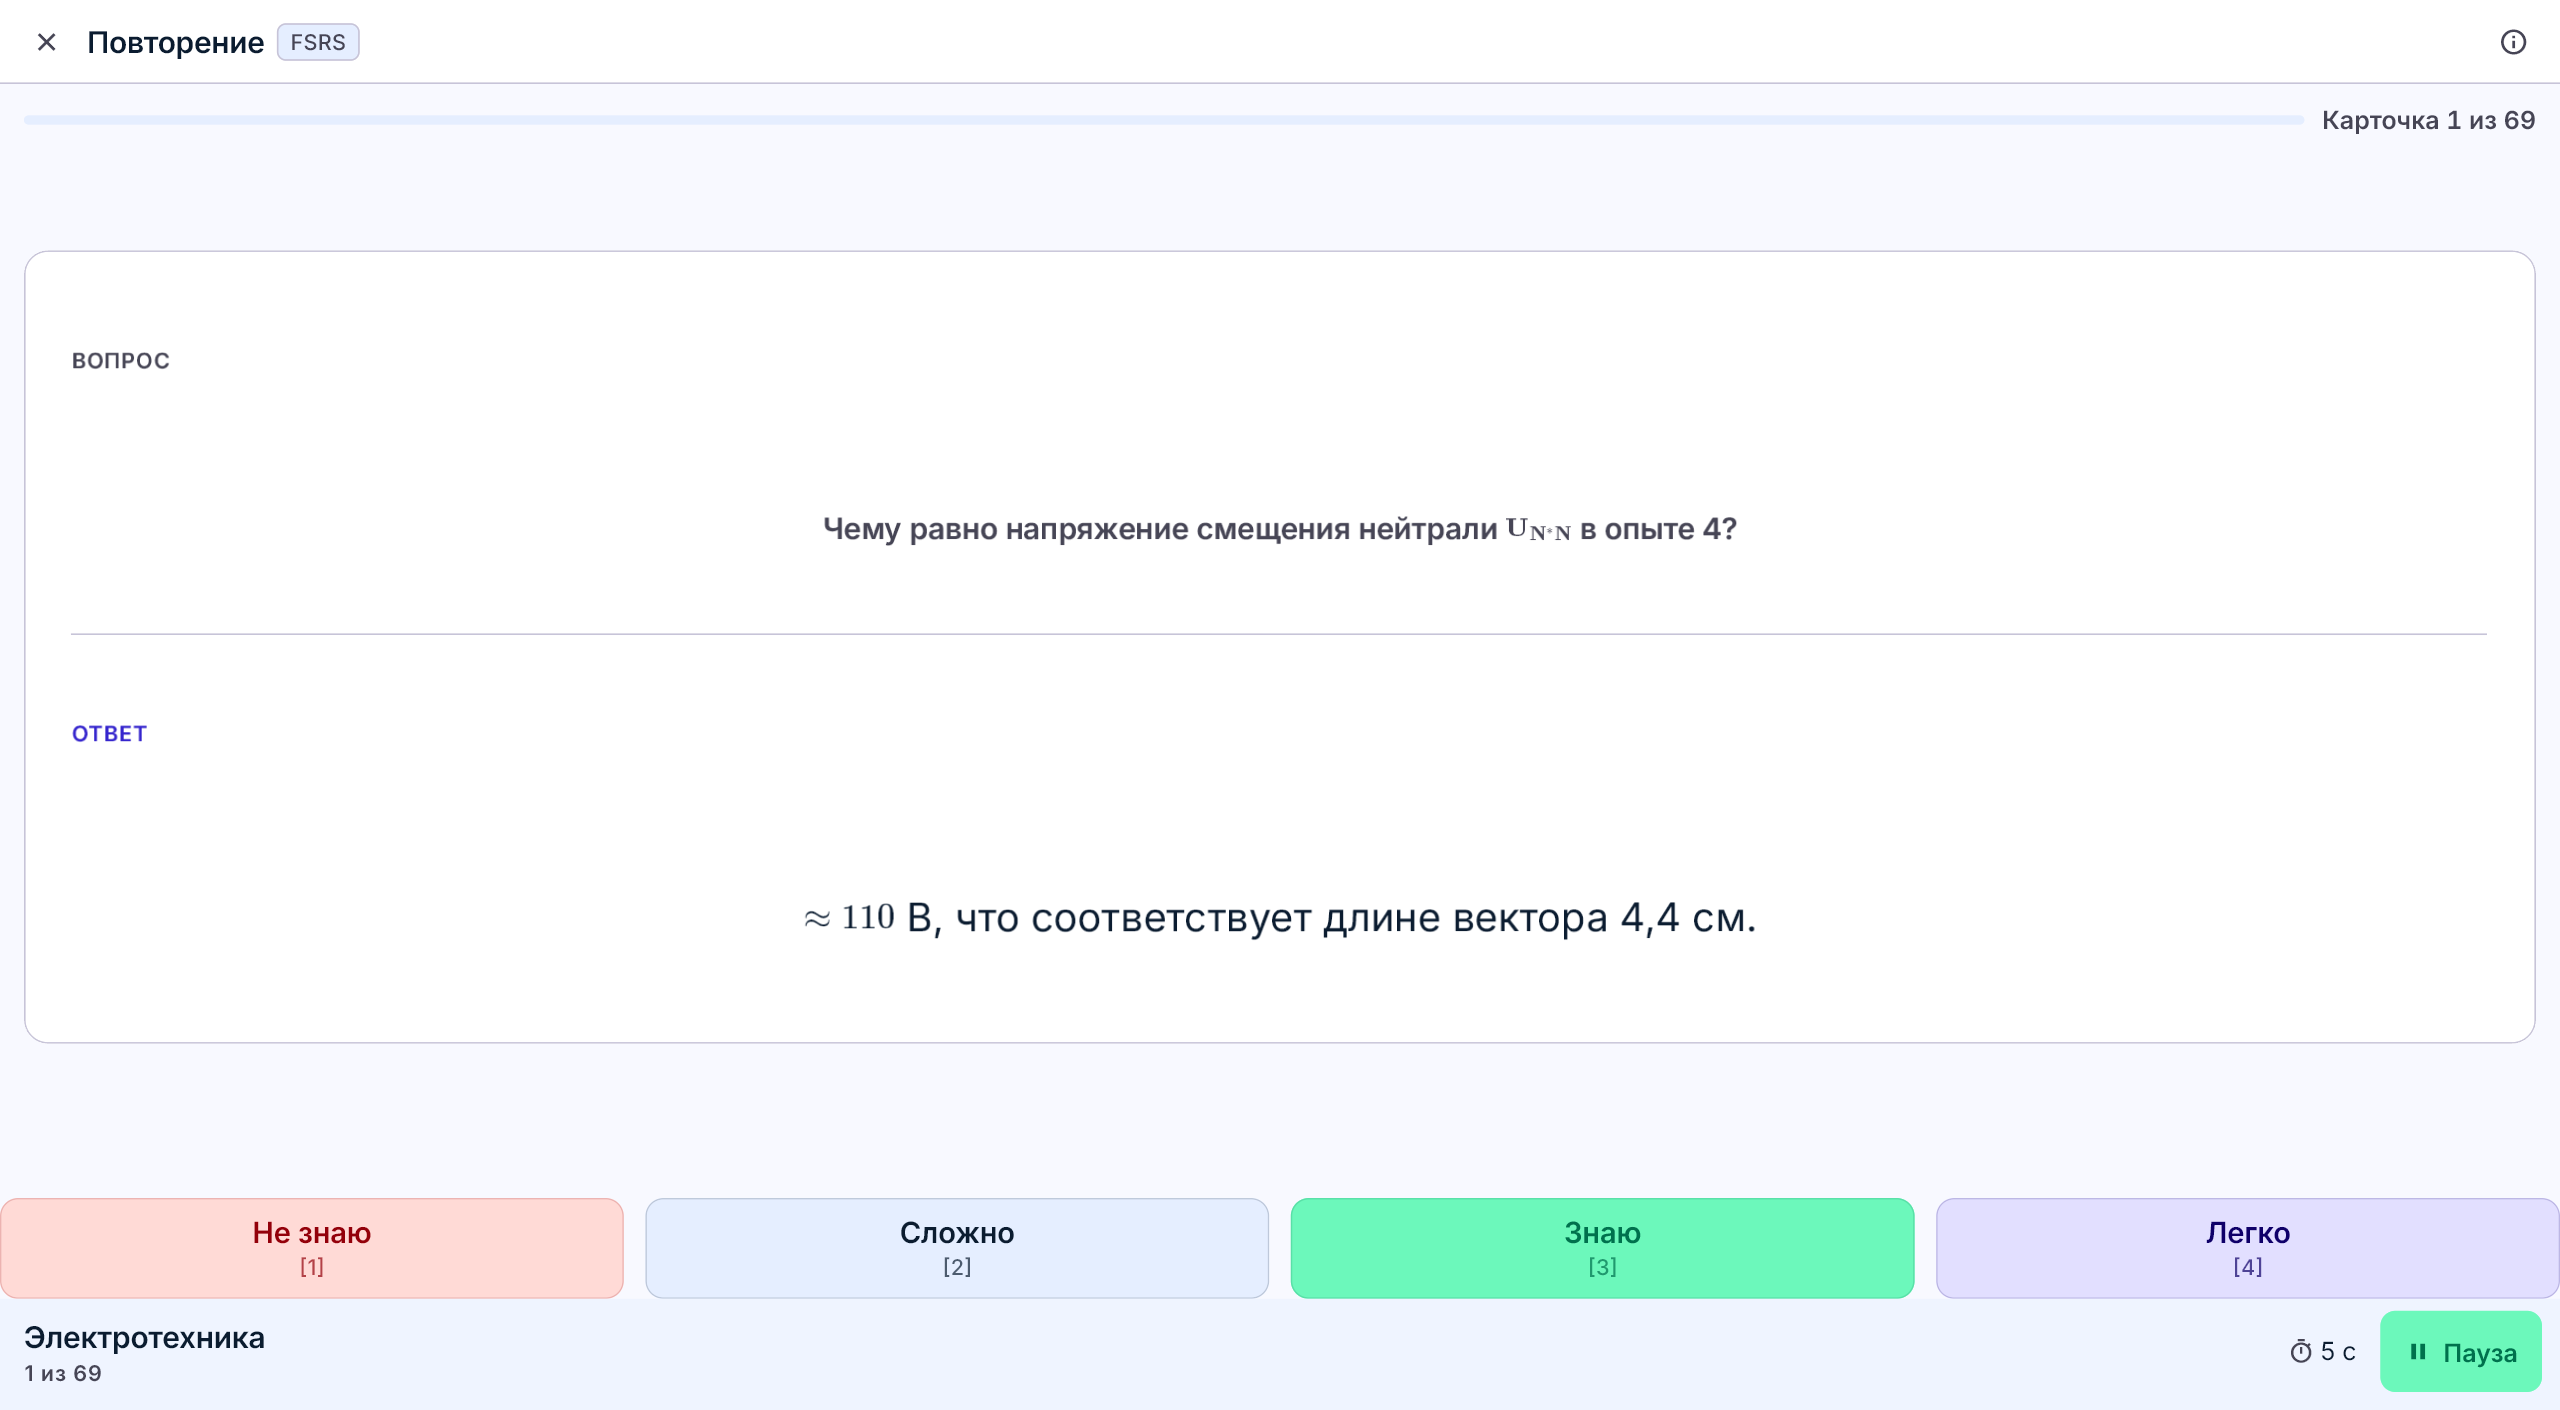 Повторение FSRS
Карточка 1 из 69
ВОПРОС
Чему равно напряжение смещения нейтрали U_{N*N} в опыте 4?
ОТВЕТ
≈ 110 В, что соответствует длине вектора 4,4 см.
Не знаю
[1]
Сложно
[2]
Знаю
[3]
Легко
[4]
Электротехника
1 из 69
5 с
Пауза